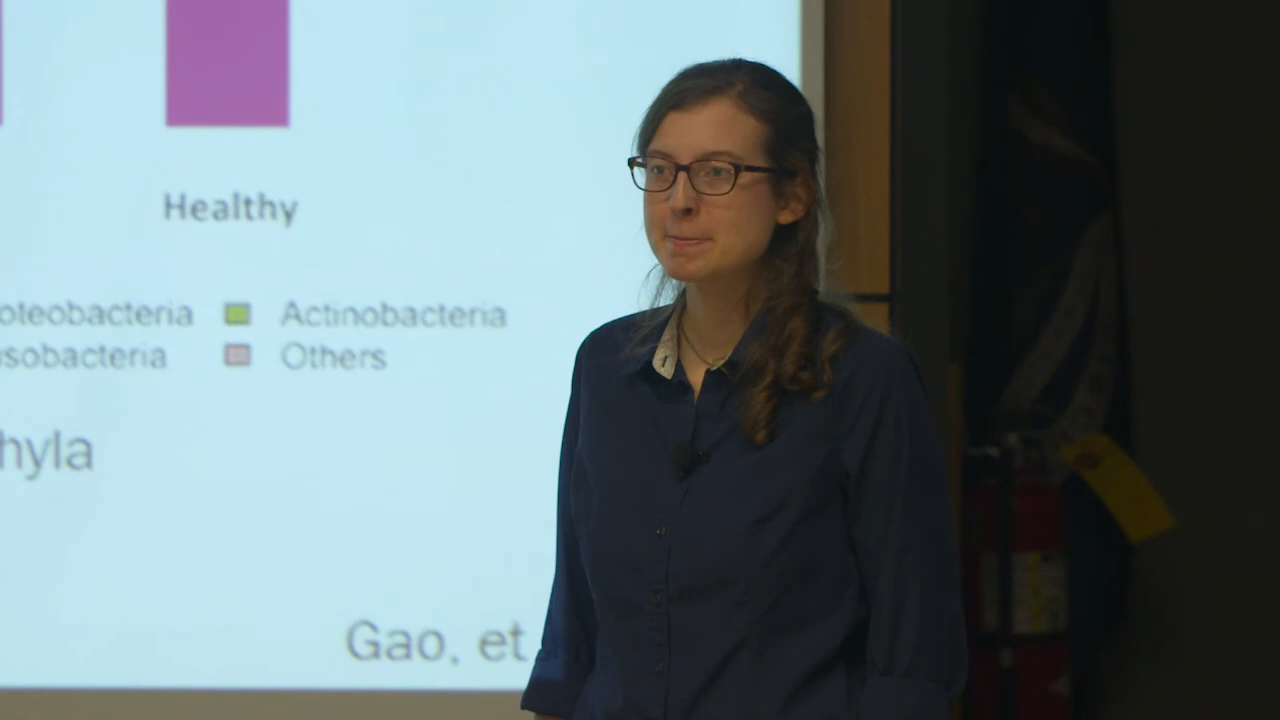 Healthy
oteobacteria Actinobacteria
sobacteria Others
hyla
Gao, et